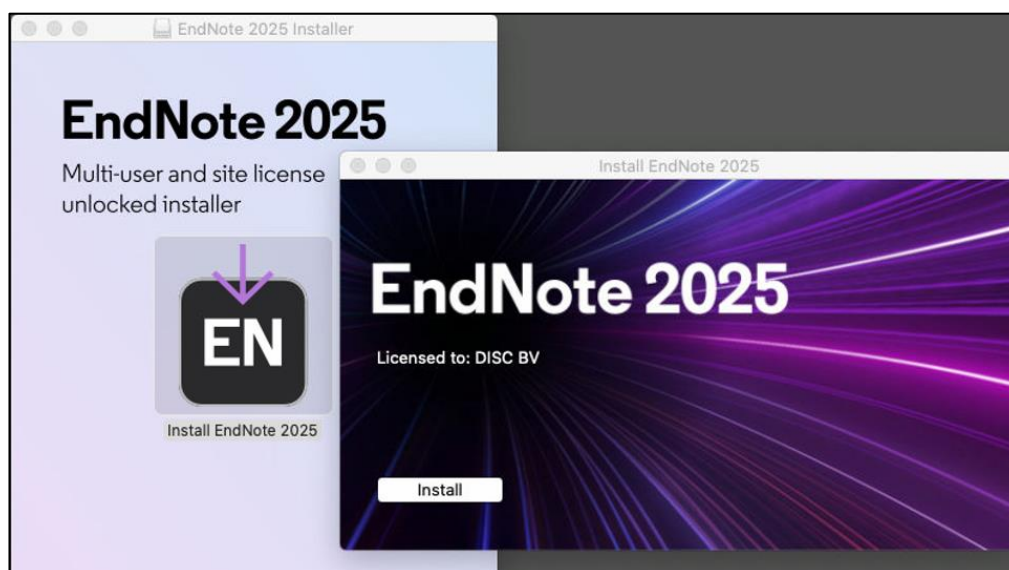 EndNote 2025 Installer
EndNote 2025
Multi-user and site license
unlocked installer
EN
Install EndNote 2025
Install EndNote 2025
EndNote 2025
Licensed to: DISC BV
Install